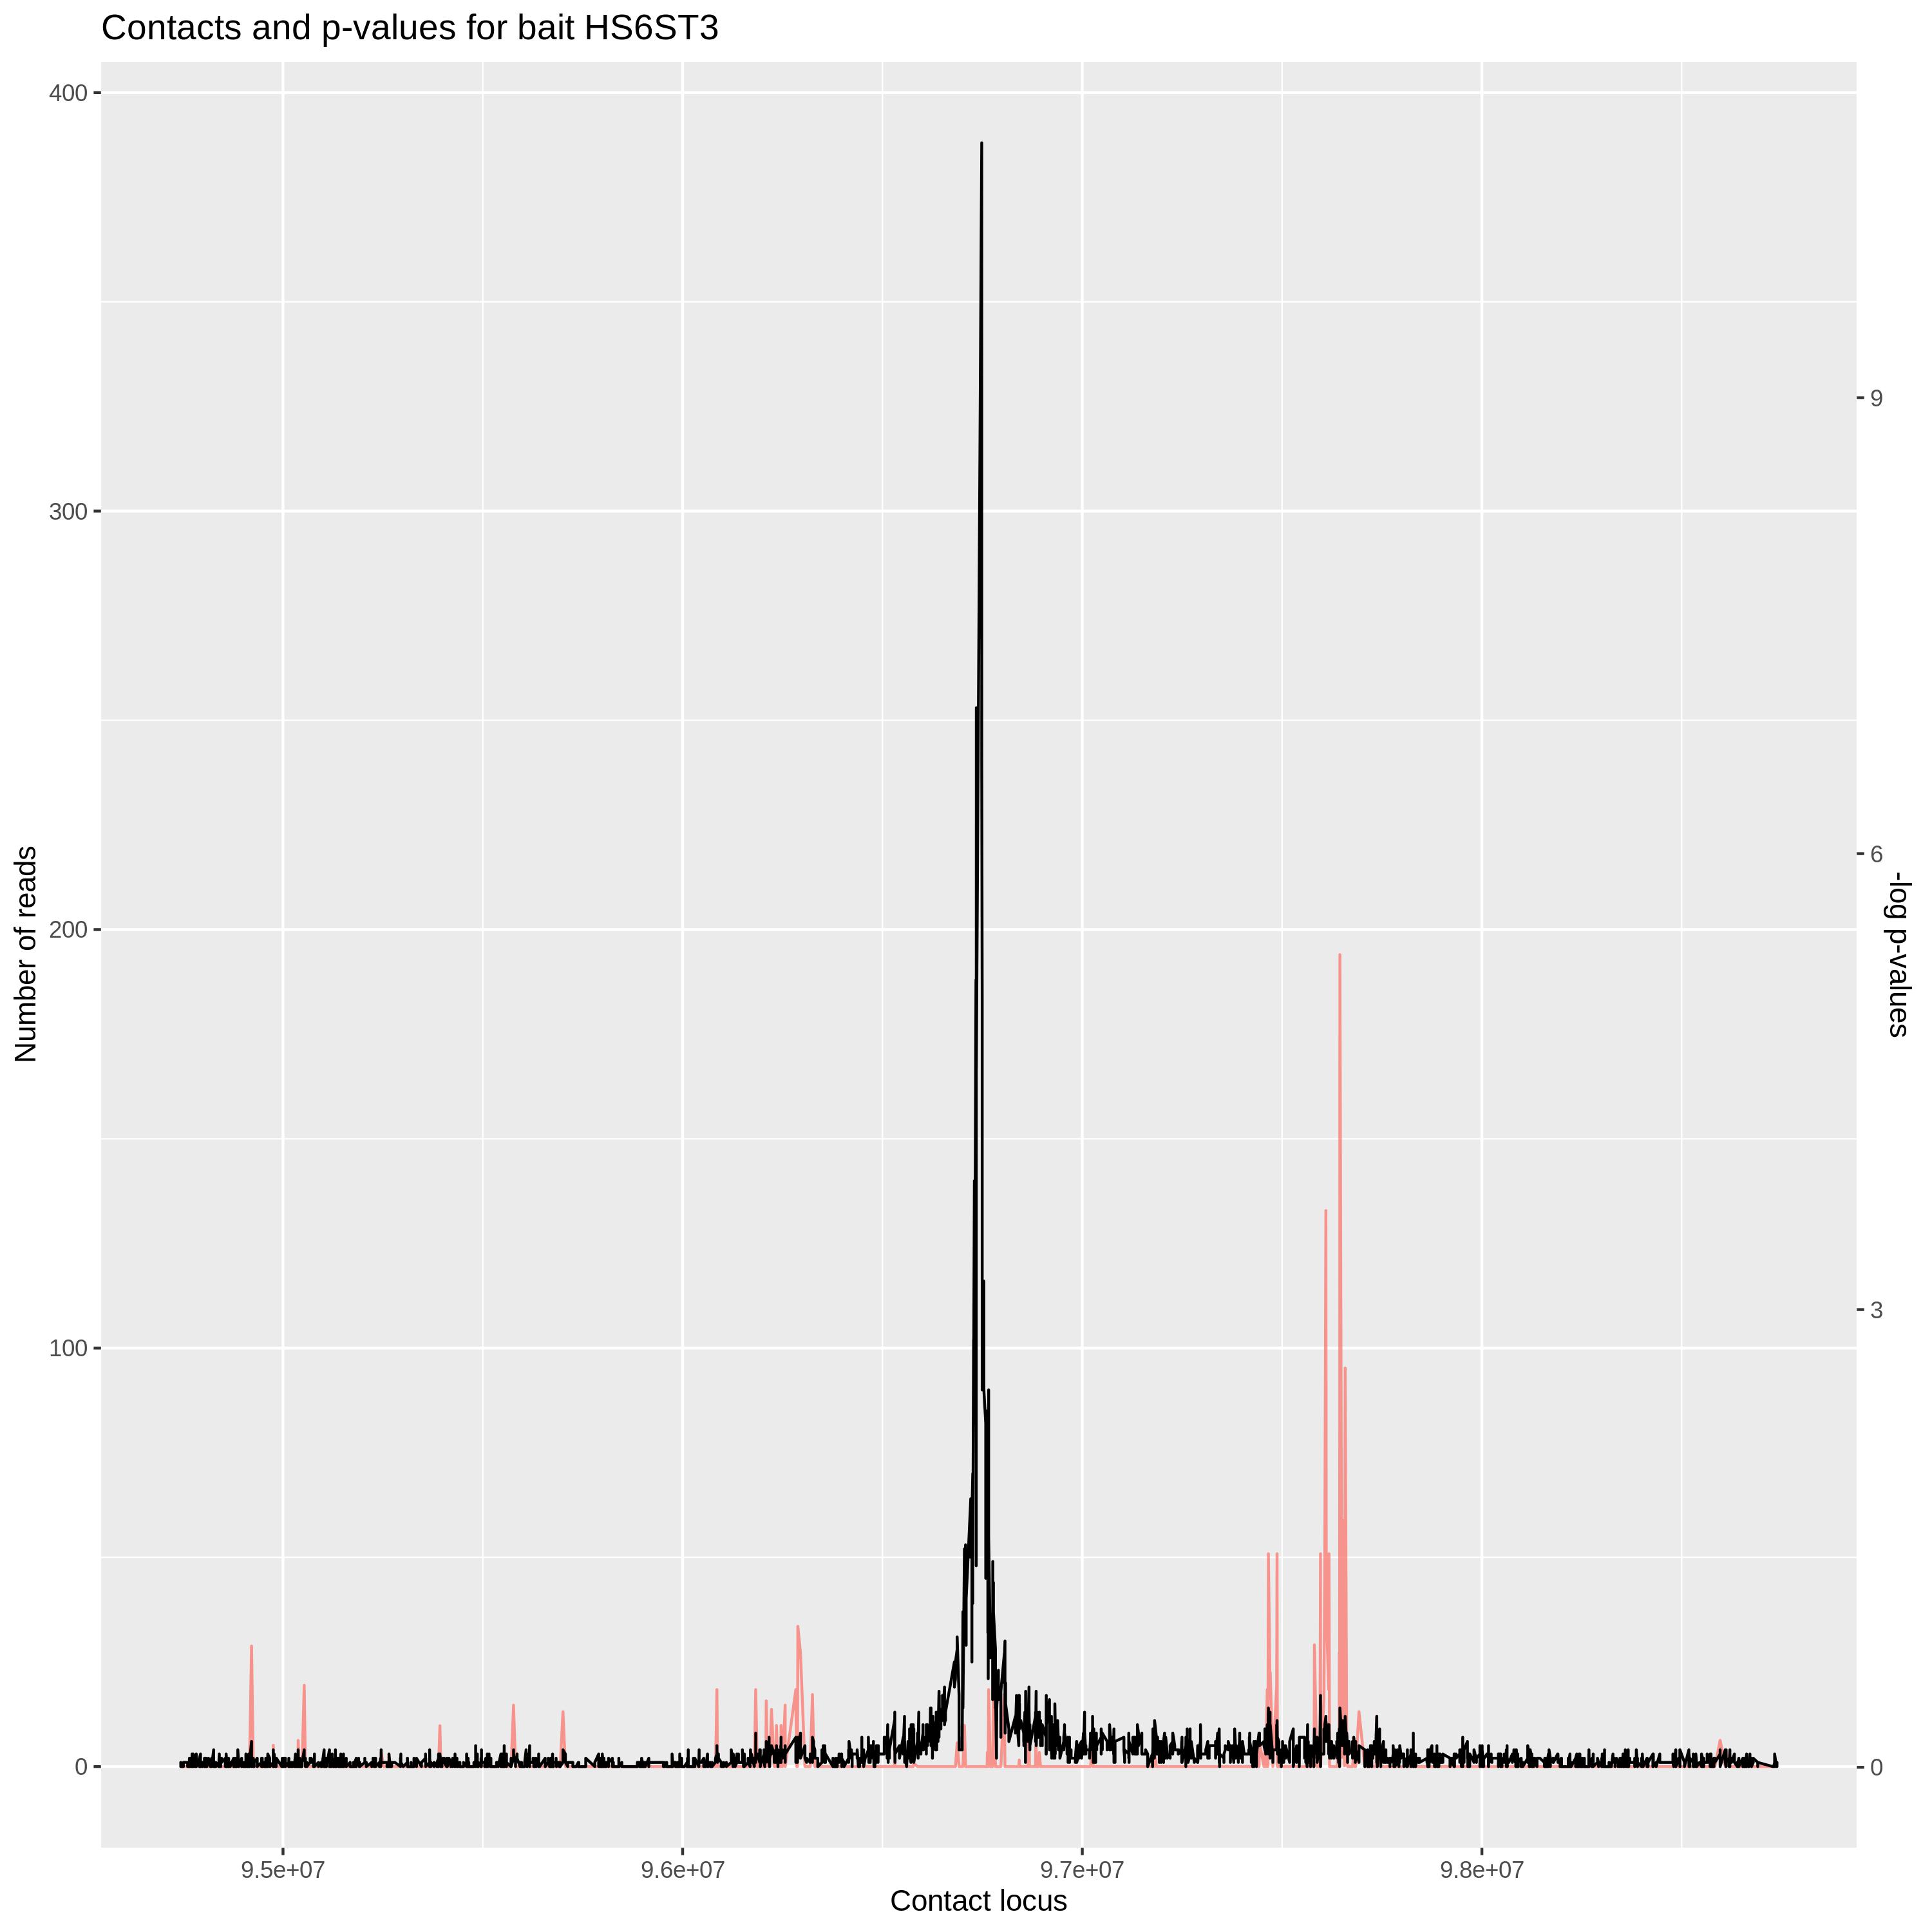 Contacts and p-values for bait HS6ST3
400
300
200
100
0
Number of reads
9
6
3
0
-log p-values
9.5e+07
9.6e+07
9.7e+07
9.8e+07
Contact locus